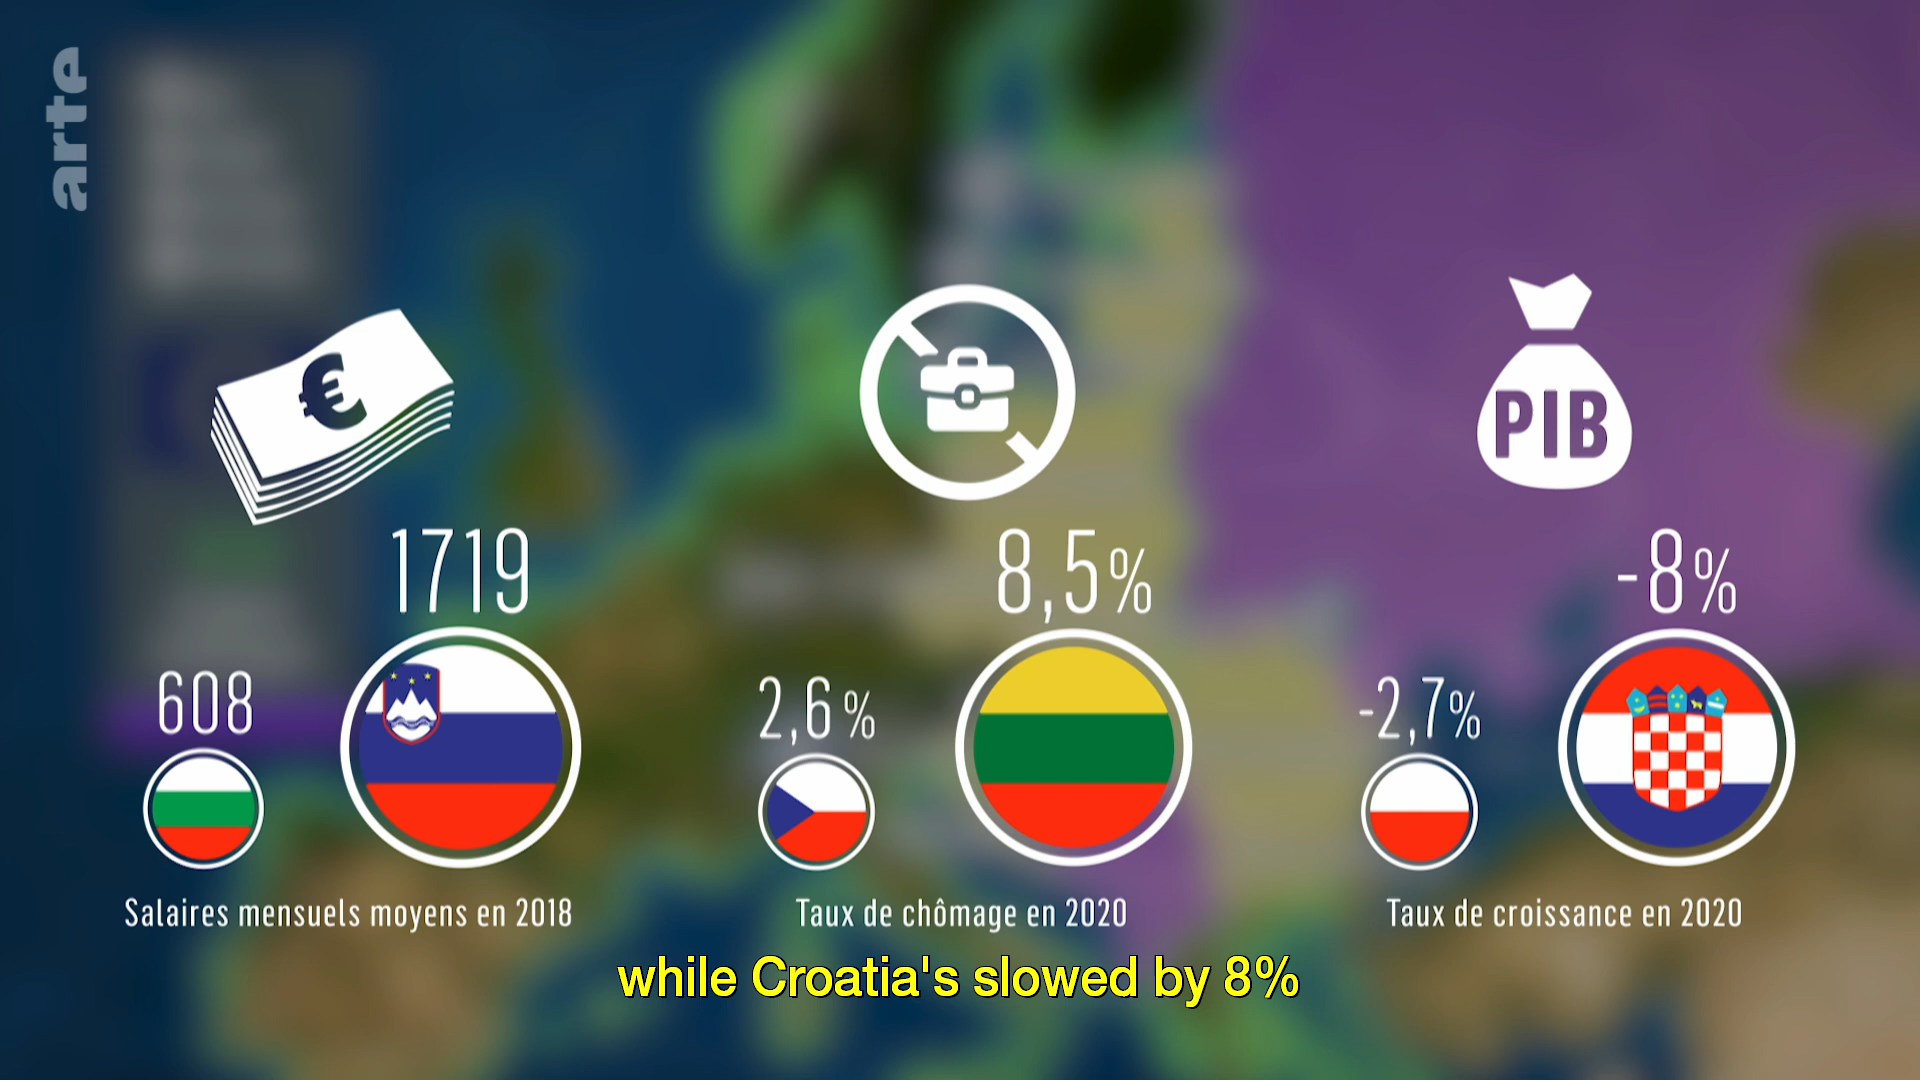 arte
€
PIB
1719
8,5%
-8%
608
2,6%
-2,7%
Salaires mensuels moyens en 2018
Taux de chômage en 2020
Taux de croissance en 2020
while Croatia's slowed by 8%